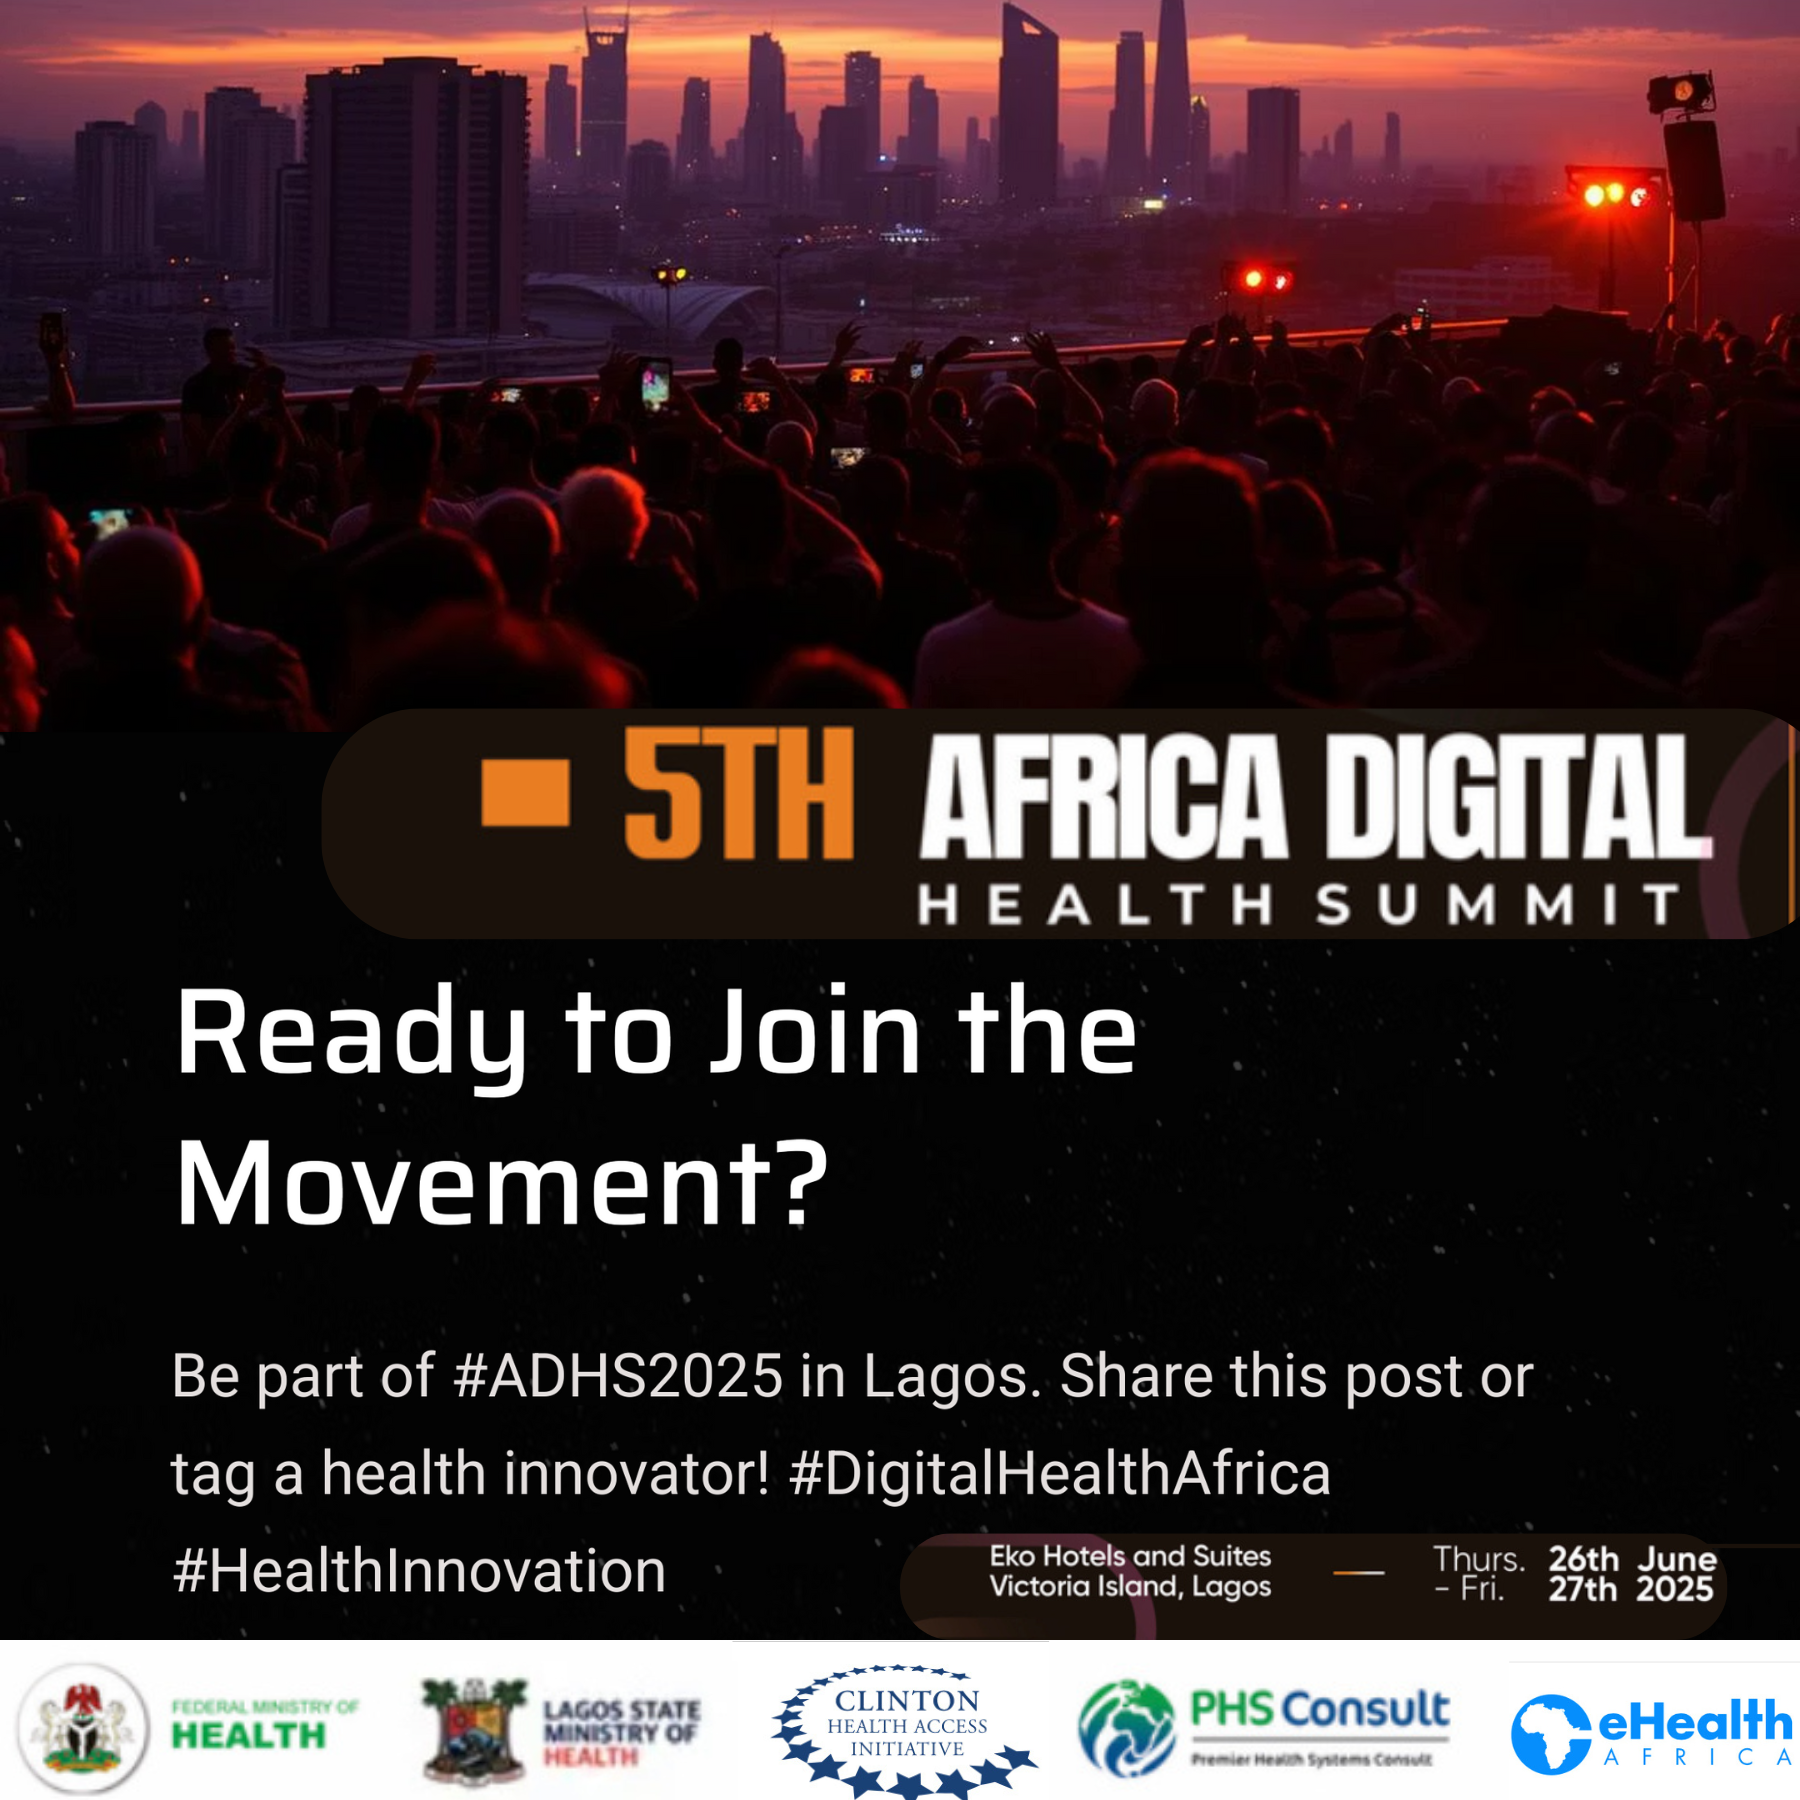 5TH AFRICA DIGITAL
HEALTH SUMMIT
Ready to Join the
Movement?
Be part of #ADHS2025 in Lagos. Share this post or
tag a health innovator! #DigitalHealthAfrica
#HealthInnovation
Eko Hotels and Suites
Victoria Island, Lagos
Thurs. 26th June
– Fri. 27th 2025
FEDERAL MINISTRY OF
HEALTH
LAGOS STATE
MINISTRY OF
HEALTH
CLINTON
HEALTH ACCESS
INITIATIVE
PHS Consult
Premier Health Systems Consult
eHealth
AFRICA